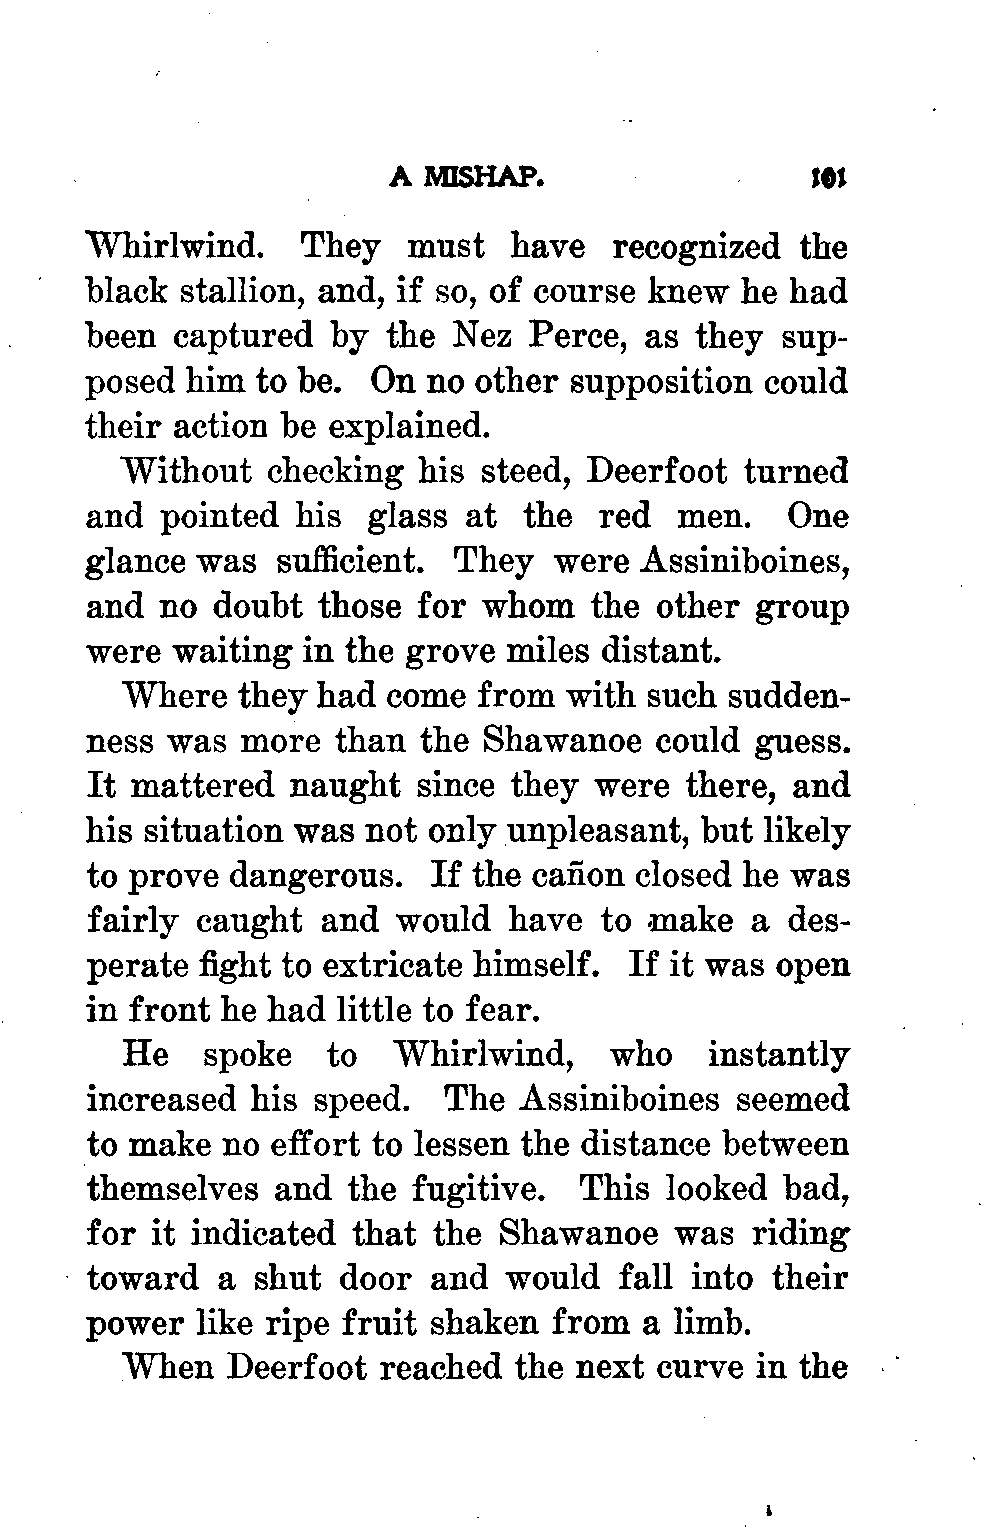 A MISHAP. 101
Whirlwind. They must have recognized the
black stallion, and, if so, of course knew he had
been captured by the Nez Perce, as they sup-
posed him to be. On no other supposition could
their action be explained.
Without checking his steed, Deerfoot turned
and pointed his glass at the red men. One
glance was sufficient. They were Assiniboines,
and no doubt those for whom the other group
were waiting in the grove miles distant.
Where they had come from with such sudden-
ness was more than the Shawanoe could guess.
It mattered naught since they were there, and
his situation was not only unpleasant, but likely
to prove dangerous. If the cañon closed he was
fairly caught and would have to make a des-
perate fight to extricate himself. If it was open
in front he had little to fear.
He spoke to Whirlwind, who instantly
increased his speed. The Assiniboines seemed
to make no effort to lessen the distance between
themselves and the fugitive. This looked bad,
for it indicated that the Shawanoe was riding
toward a shut door and would fall into their
power like ripe fruit shaken from a limb.
When Deerfoot reached the next curve in the